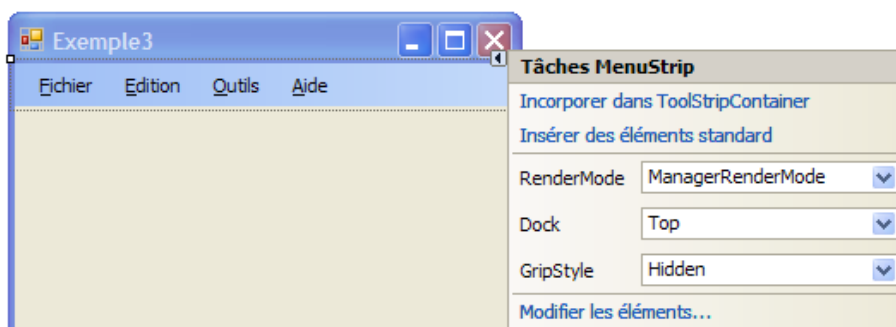 Exemple3
Fichier Edition Outils Aide
Tâches MenuStrip
Incorporer dans ToolStripContainer
Insérer des éléments standard
RenderMode ManagerRenderMode
Dock Top
GripStyle Hidden
Modifier les éléments...